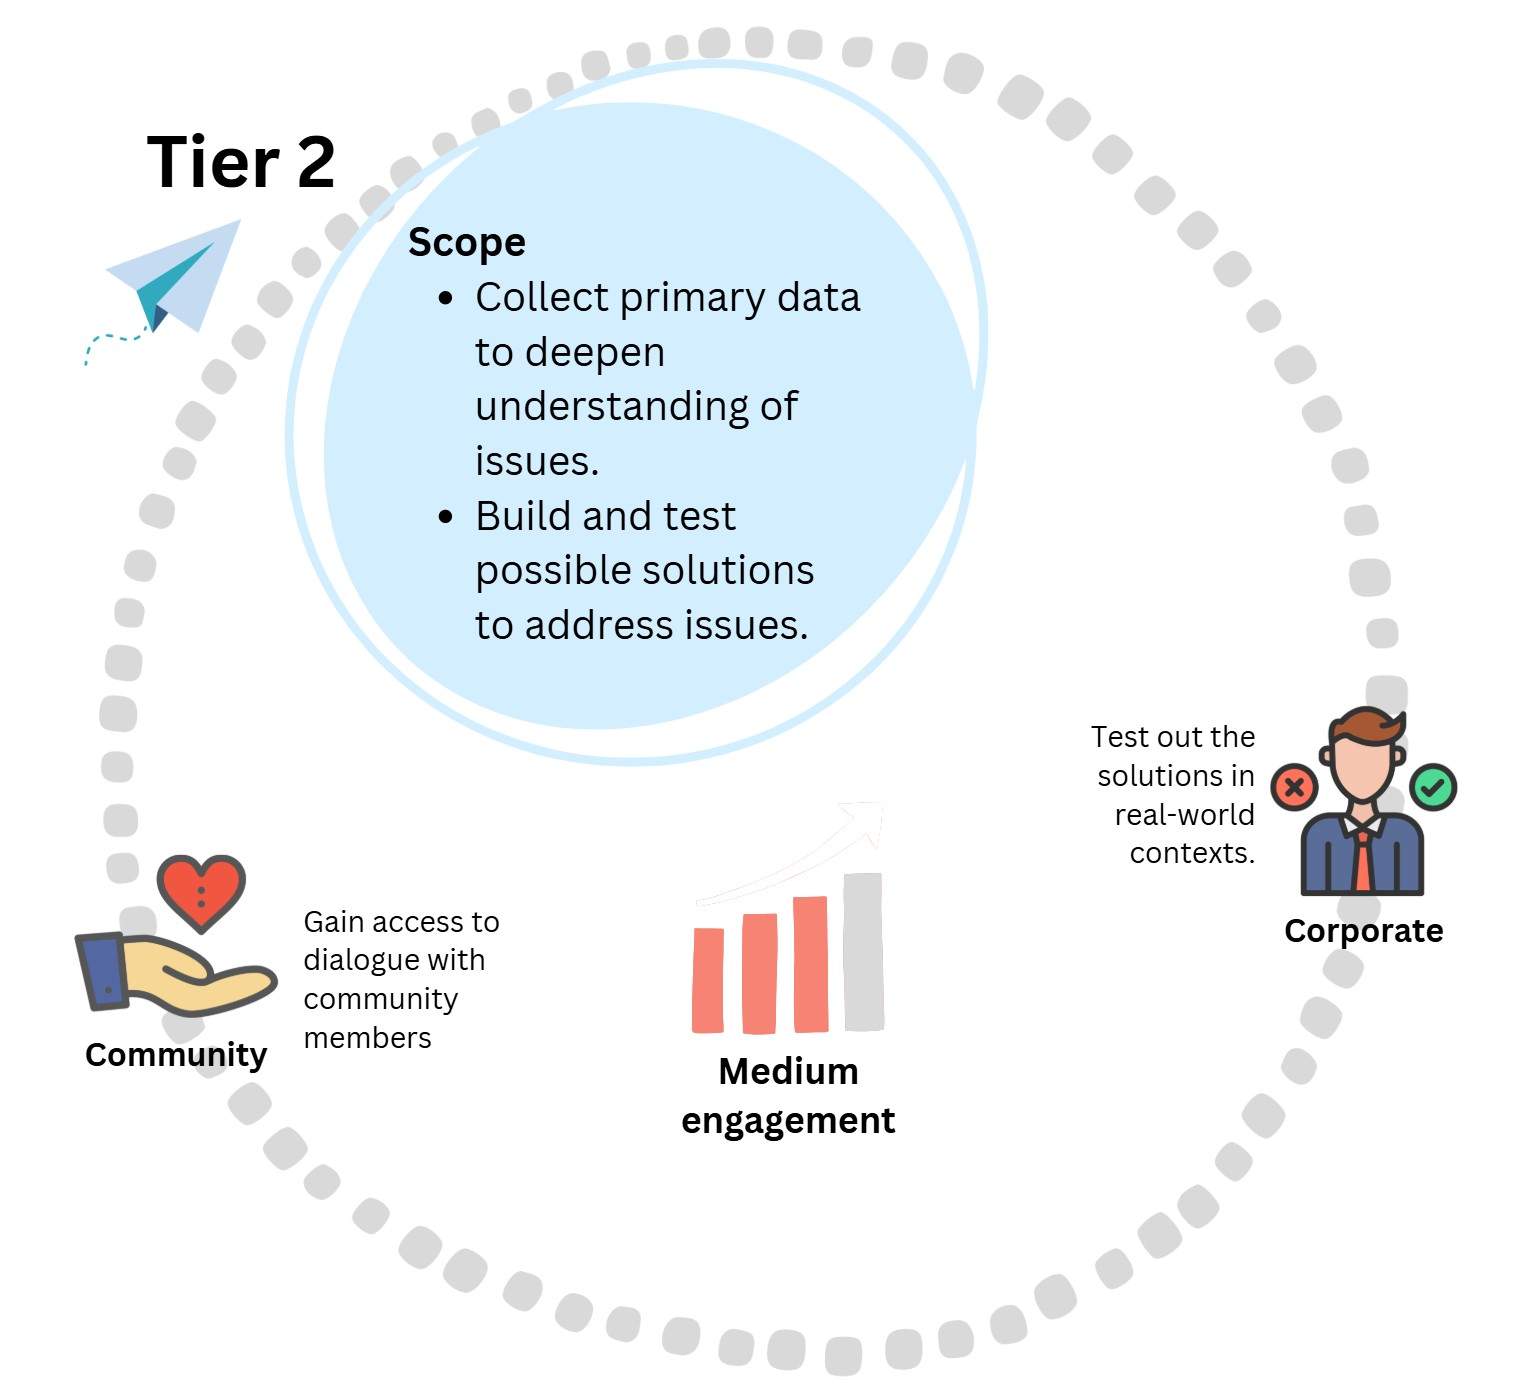 Tier 2
Scope
• Collect primary data
to deepen
understanding of
issues.
• Build and test
possible solutions
to address issues.
Test out the
solutions in
real-world
contexts.
Corporate
Gain access to
dialogue with
community
members
Community
Medium
engagement